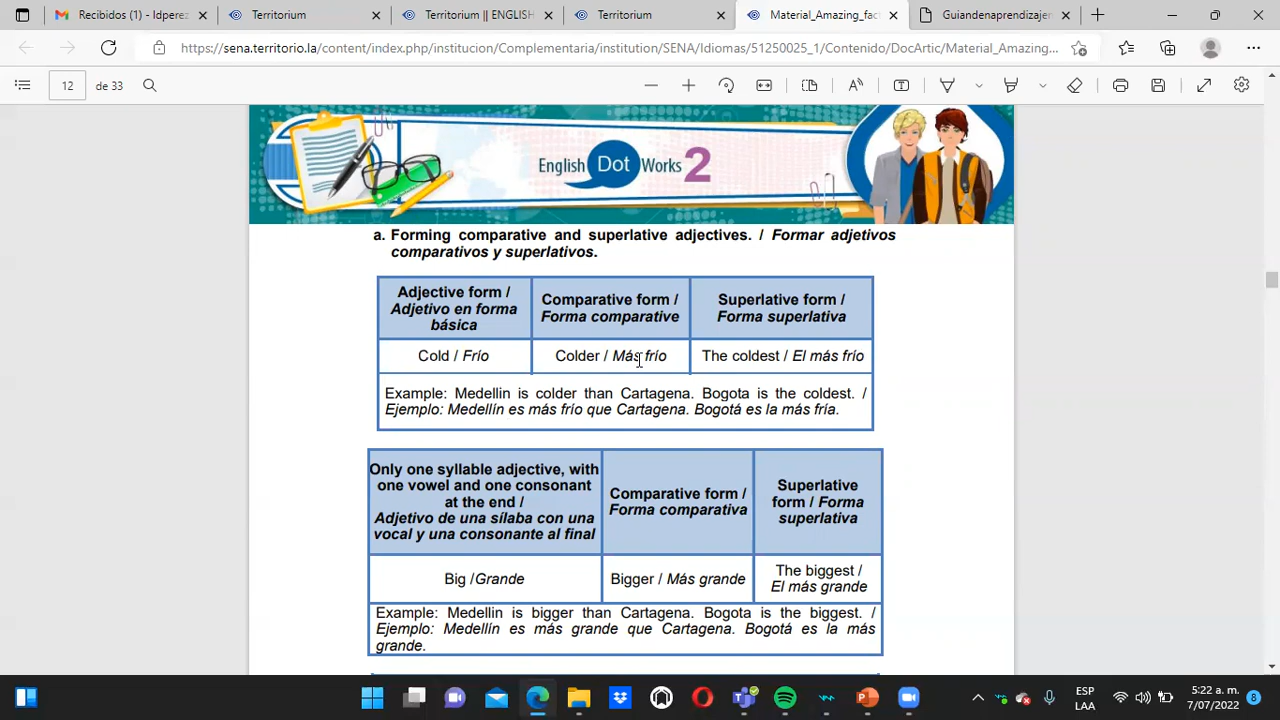 Recibidos (1) - Idperez
Territorium
Territorium || ENGLISH
Territorium
Material_Amazing_fac
Guiandenaprendizaje
https://sena.territorio.la/content/index.php/institucion/Complementaria/institution/SENA/Idiomas/51250025_1/Contenido/DocArtic/Material_Amazing...
12 de 33
English Dot Works 2
a. Forming comparative and superlative adjectives. / Formar adjetivos
comparativos y superlativos.
Adjective form /
Adjetivo en forma
básica
Comparative form /
Forma comparative
Superlative form /
Forma superlativa
Cold / Frío
Colder / Más frío
The coldest / El más frío
Example: Medellin is colder than Cartagena. Bogota is the coldest. /
Ejemplo: Medellín es más frío que Cartagena. Bogotá es la más fría.
Only one syllable adjective, with
one vowel and one consonant
at the end /
Adjetivo de una sílaba con una
vocal y una consonante al final
Comparative form /
Forma comparativa
Superlative
form / Forma
superlativa
Big /Grande
Bigger / Más grande
The biggest /
El más grande
Example: Medellin is bigger than Cartagena. Bogota is the biggest. /
Ejemplo: Medellín es más grande que Cartagena. Bogotá es la más
grande.
ESP
LAA
5:22 a. m.
7/07/2022
8